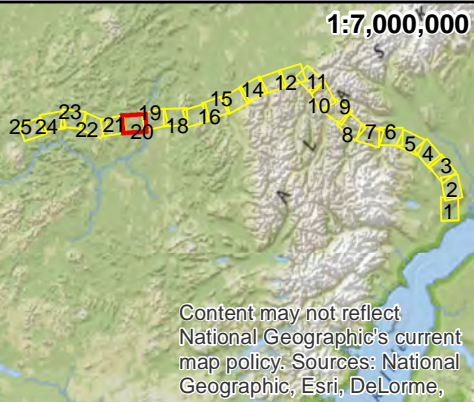 1:7,000,000
23
25 24 22 21 19 20 18 16 15 14 12 11 10 9 8 7 6 5 4 3 2 1
A L A S
Content may not reflect
National Geographic's current
map policy. Sources: National
Geographic, Esri, DeLorme,